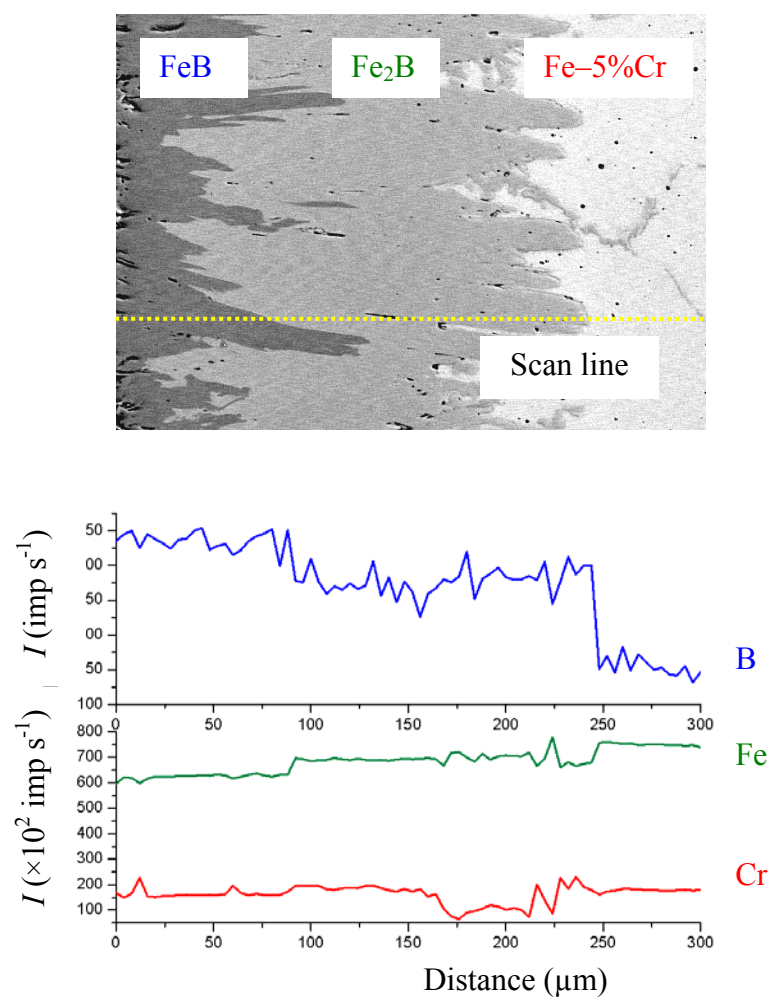 FeB Fe₂B Fe–5%Cr
Scan line
I (imp s⁻¹)
50
00
50
00
50
100
0 50 100 150 200 250 300
B
I (×10² imp s⁻¹)
800
700
600
500
400
300
200
100
0 50 100 150 200 250 300
Fe
Cr
Distance (µm)